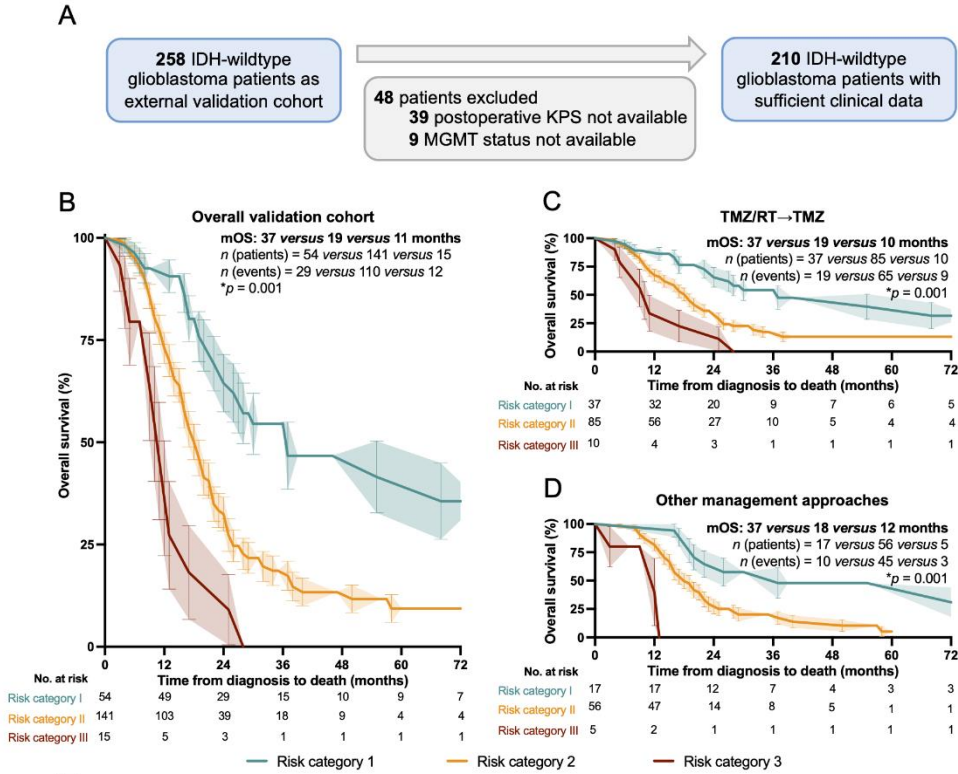 A
258 IDH-wildtype
glioblastoma patients as
external validation cohort
48 patients excluded
39 postoperative KPS not available
9 MGMT status not available
210 IDH-wildtype
glioblastoma patients with
sufficient clinical data
B
Overall validation cohort
mOS: 37 versus 19 versus 11 months
n (patients) = 54 versus 141 versus 15
n (events) = 29 versus 110 versus 12
*p = 0.001
Overall survival (%)
100
75
50
25
0
0 12 24 36 48 60 72
No. at risk
Time from diagnosis to death (months)
Risk category I 54 49 29 15 10 9 7
Risk category II 141 103 39 18 9 4 4
Risk category III 15 5 3 1 1 1 1
C
TMZ/RT→TMZ
mOS: 37 versus 19 versus 10 months
n (patients) = 37 versus 85 versus 10
n (events) = 19 versus 65 versus 9
*p = 0.001
Overall survival (%)
100
75
50
25
0
0 12 24 36 48 60 72
No. at risk
Time from diagnosis to death (months)
Risk category I 37 32 20 9 7 6 5
Risk category II 85 56 27 10 5 4 4
Risk category III 10 4 3 1 1 1 1
D
Other management approaches
mOS: 37 versus 18 versus 12 months
n (patients) = 17 versus 56 versus 5
n (events) = 10 versus 45 versus 3
*p = 0.001
Overall survival (%)
100
75
50
25
0
0 12 24 36 48 60 72
No. at risk
Time from diagnosis to death (months)
Risk category I 17 17 12 7 4 3 3
Risk category II 56 47 14 8 5 1 1
Risk category III 5 2 1 1 1 1 1
Risk category 1 Risk category 2 Risk category 3